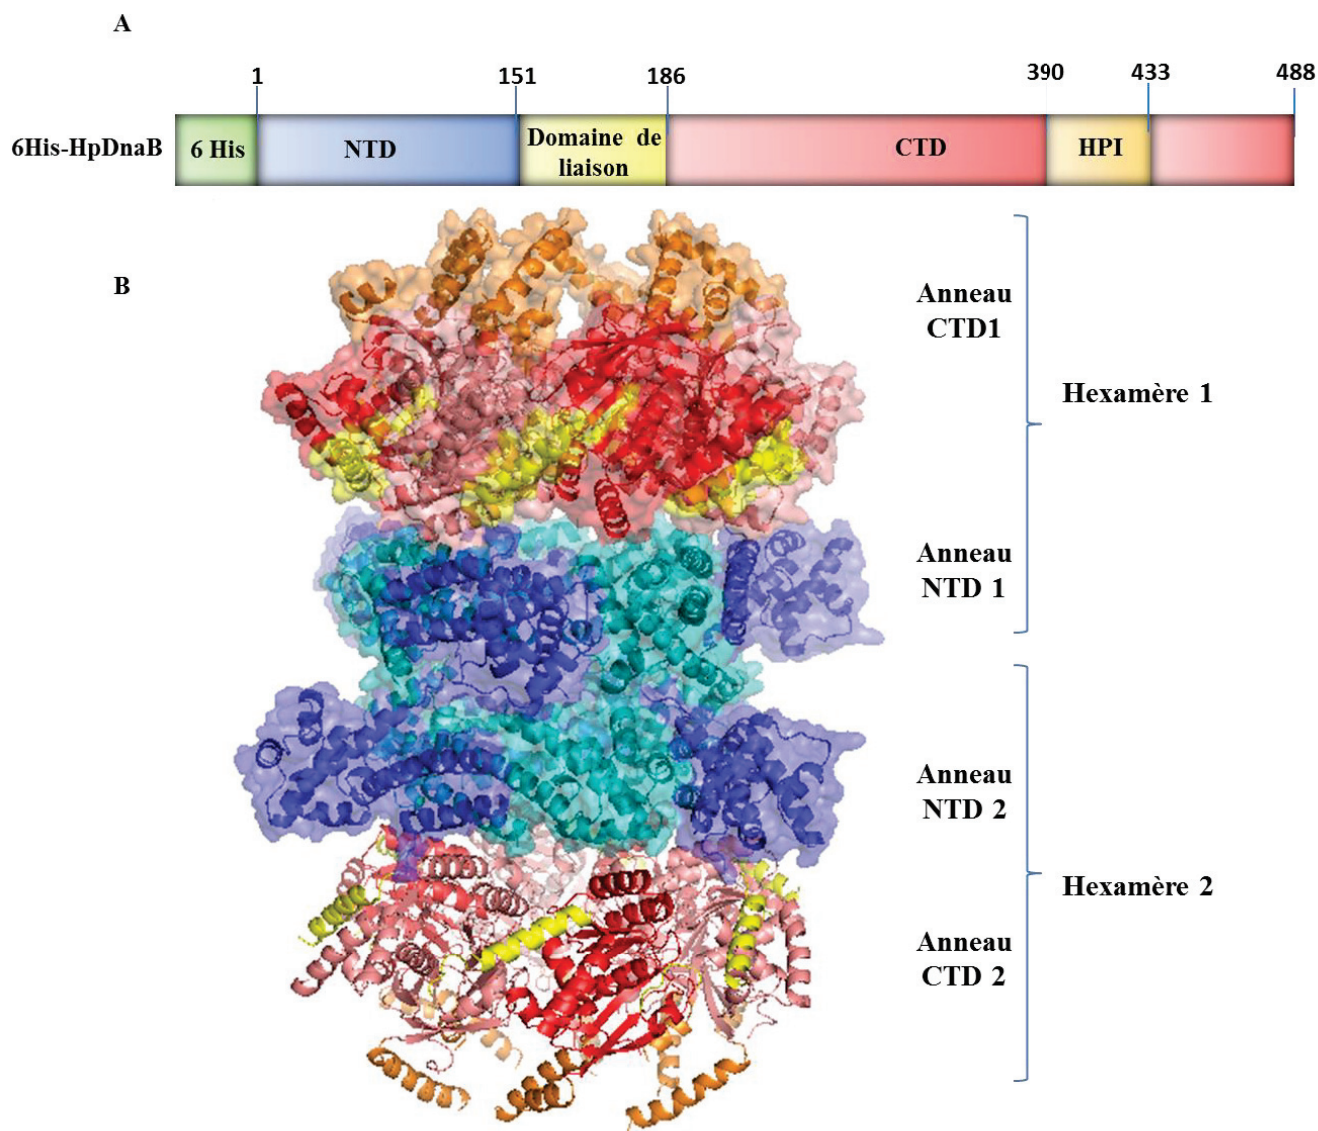 A
1 151 186 390 433 488
6His-HpDnaB
6 His
NTD
Domaine de
liaison
CTD
HPI
B
Anneau
CTD1
Hexamère 1
Anneau
NTD 1
Anneau
NTD 2
Hexamère 2
Anneau
CTD 2